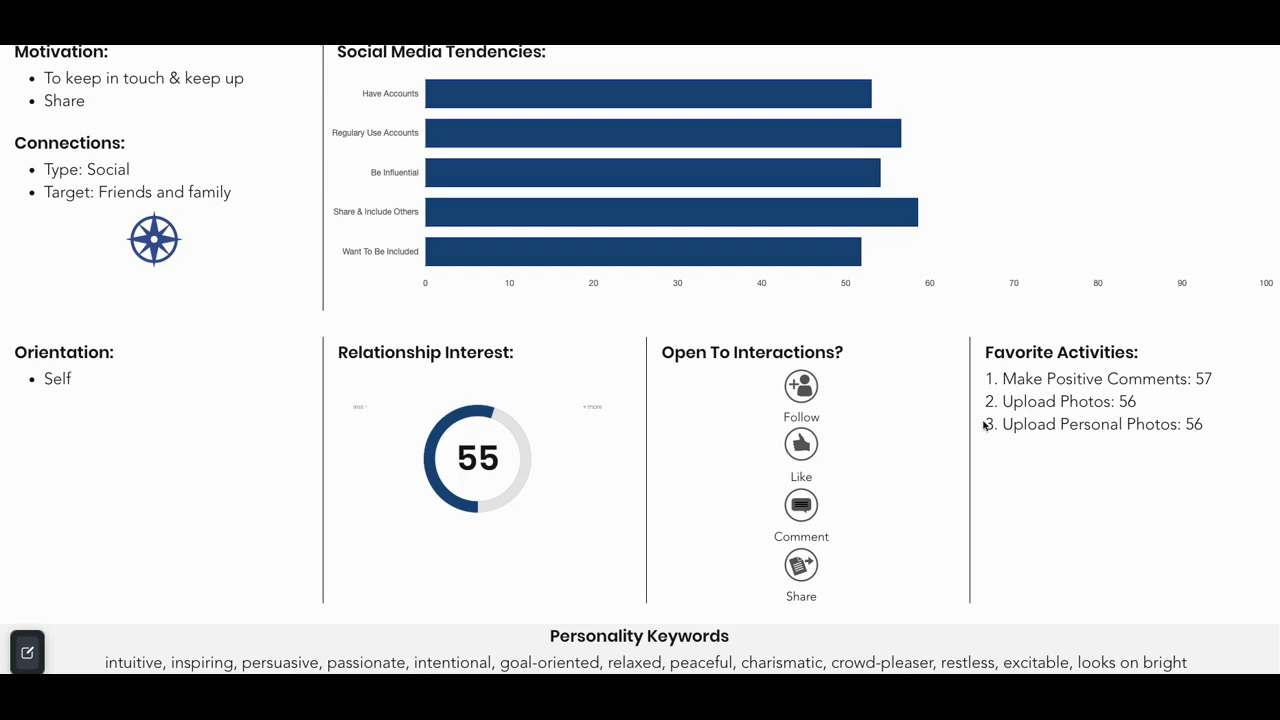 Motivation:
• To keep in touch & keep up
• Share
Connections:
• Type: Social
• Target: Friends and family
Social Media Tendencies:
Have Accounts
Regulary Use Accounts
Be Influential
Share & Include Others
Want To Be Included
0 10 20 30 40 50 60 70 80 90 100
Orientation:
• Self
Relationship Interest:
less - + more
55
Open To Interactions?
Follow
Like
Comment
Share
Favorite Activities:
1. Make Positive Comments: 57
2. Upload Photos: 56
3. Upload Personal Photos: 56
Personality Keywords
intuitive, inspiring, persuasive, passionate, intentional, goal-oriented, relaxed, peaceful, charismatic, crowd-pleaser, restless, excitable, looks on bright